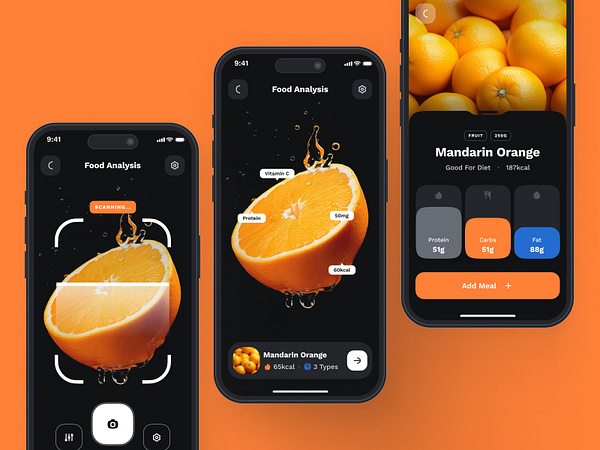 9:41
Food Analysis
SCANNING...
9:41
Food Analysis
Vitamin C
Protein
50mg
60kcal
Mandarin Orange
65kcal · 3 Types
FRUIT 250G
Mandarin Orange
Good For Diet · 187kcal
Protein
51g
Carbs
51g
Fat
88g
Add Meal +